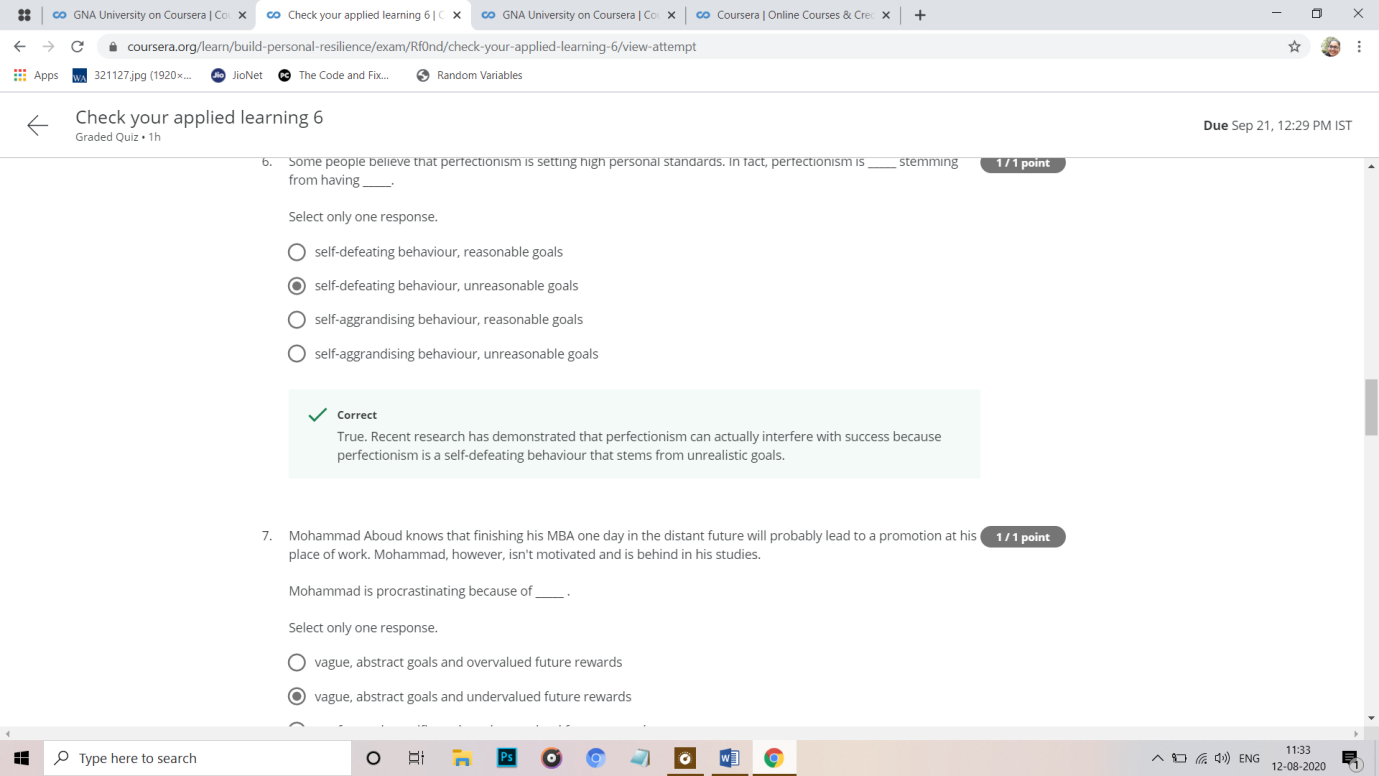 GNA University on Coursera | Co
Check your applied learning 6 | C
GNA University on Coursera | Co
Coursera | Online Courses & Cre
coursera.org/learn/build-personal-resilience/exam/Rf0nd/check-your-applied-learning-6/view-attempt
Apps
WA
321127.jpg (1920×...
Jio
JioNet
PC
The Code and Fix...
Random Variables
Check your applied learning 6
Graded Quiz • 1h
Due Sep 21, 12:29 PM IST
6. Some people believe that perfectionism is setting high personal standards. In fact, perfectionism is _____ stemming
1 / 1 point
from having _____.
Select only one response.
self-defeating behaviour, reasonable goals
self-defeating behaviour, unreasonable goals
self-aggrandising behaviour, reasonable goals
self-aggrandising behaviour, unreasonable goals
Correct
True. Recent research has demonstrated that perfectionism can actually interfere with success because
perfectionism is a self-defeating behaviour that stems from unrealistic goals.
7. Mohammad Aboud knows that finishing his MBA one day in the distant future will probably lead to a promotion at his
1 / 1 point
place of work. Mohammad, however, isn't motivated and is behind in his studies.
Mohammad is procrastinating because of _____ .
Select only one response.
vague, abstract goals and overvalued future rewards
vague, abstract goals and undervalued future rewards
Type here to search
Ps
W
ENG
11:33
12-08-2020
1